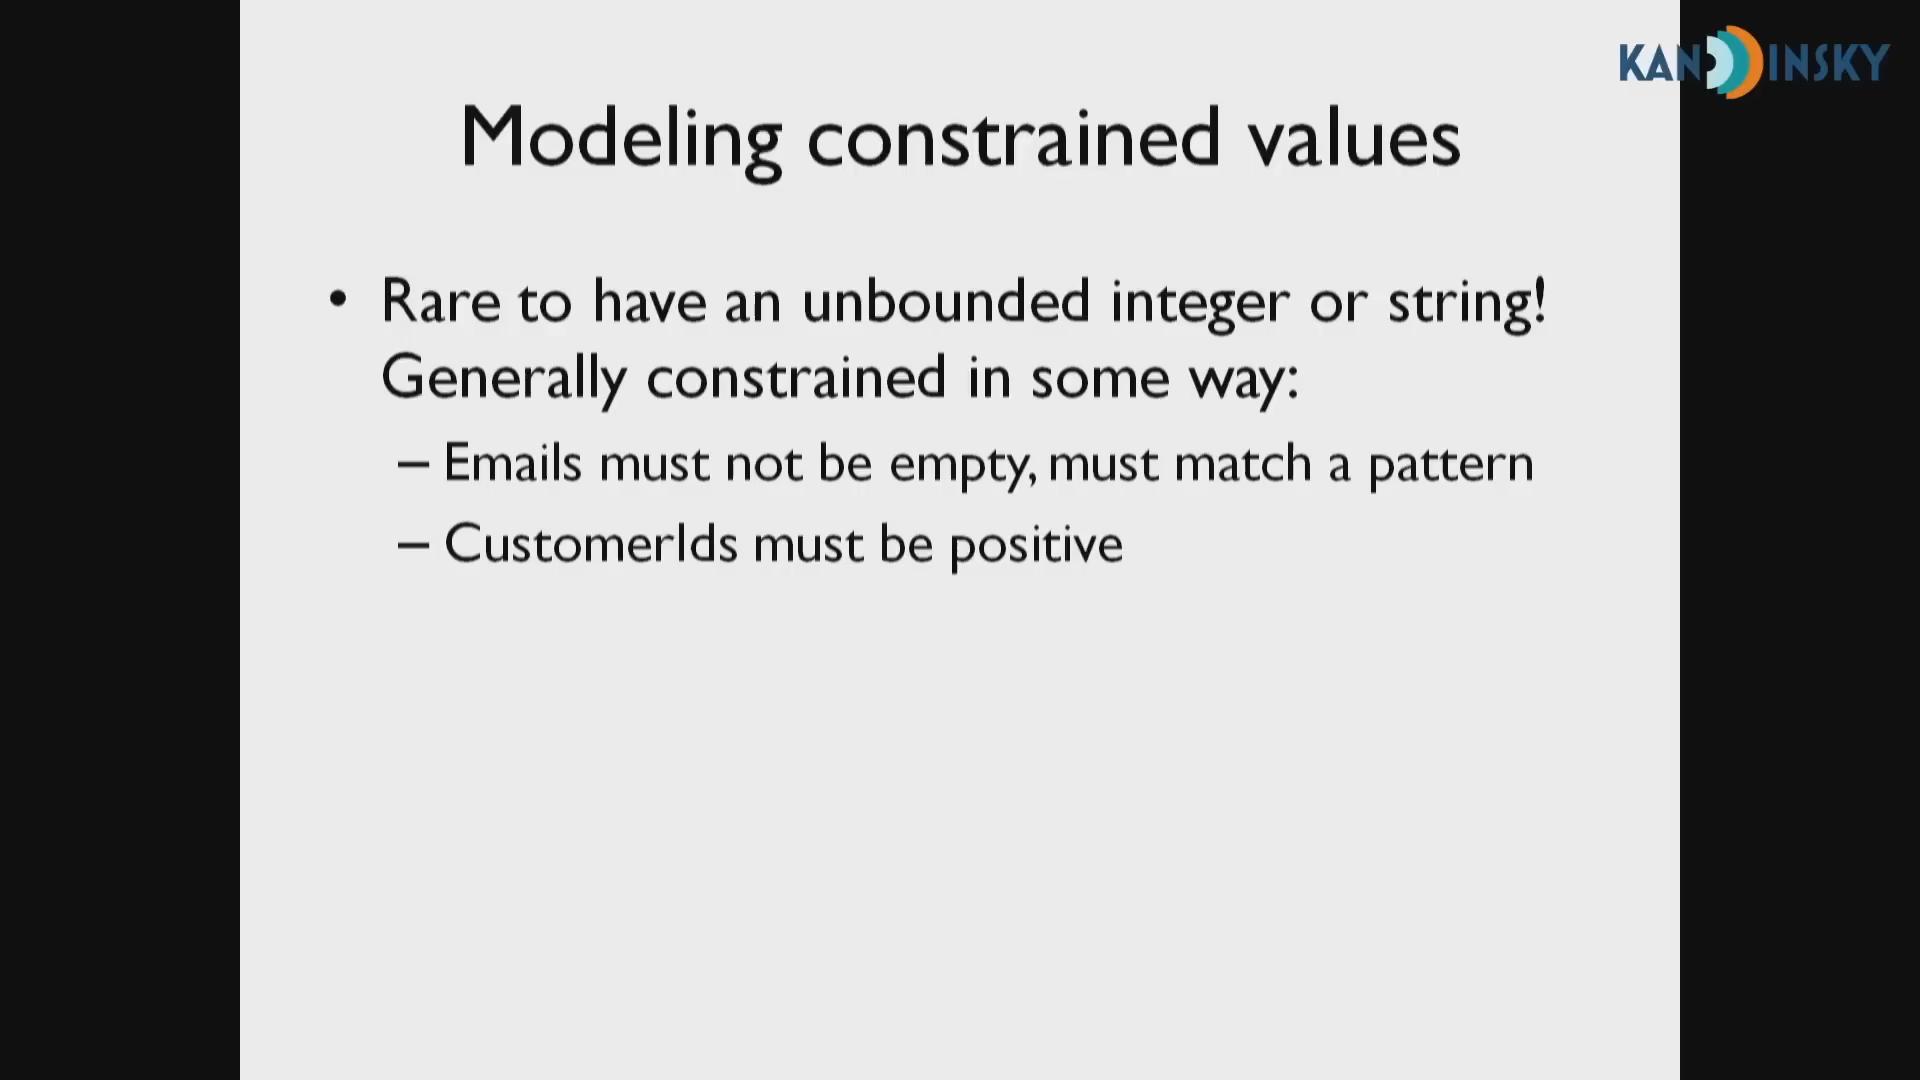 KANDDINSKY
Modeling constrained values
• Rare to have an unbounded integer or string!
Generally constrained in some way:
– Emails must not be empty, must match a pattern
– CustomerIds must be positive